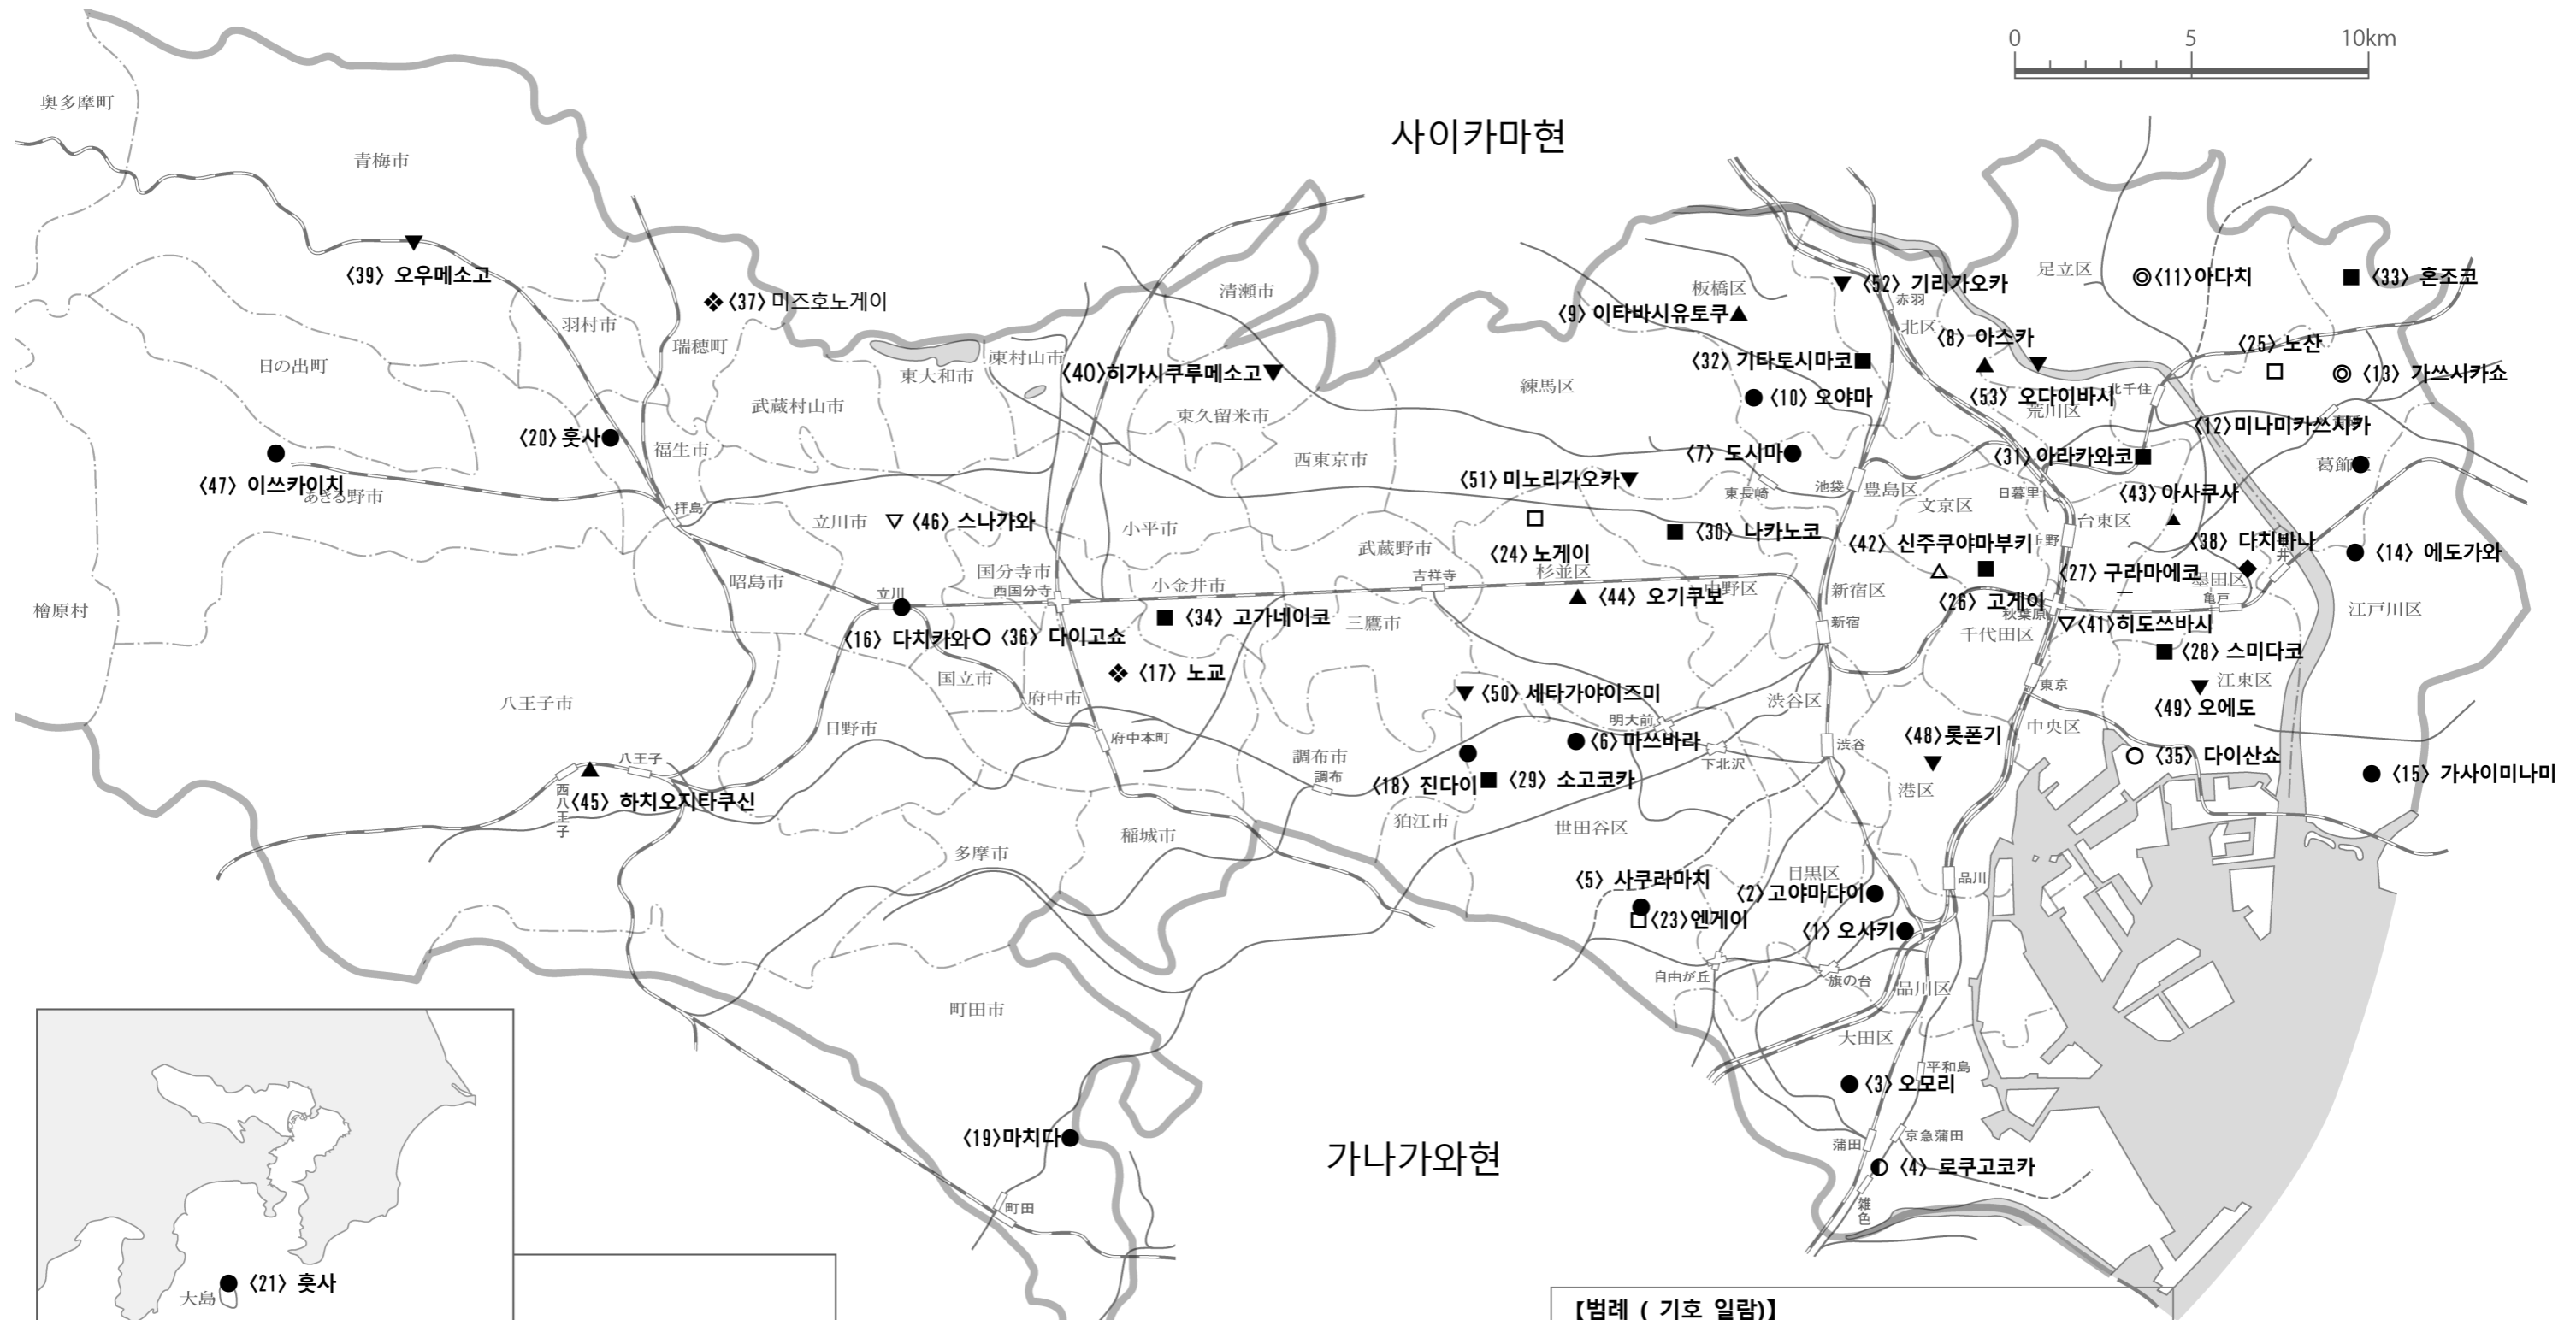 0 5 10km
사이카마현
奥多摩町
青梅市
〈39〉 오우메소고
〈37〉 미즈호노게이
清瀬市
板橋区
〈52〉 기리가오카
赤羽
足立区
〈11〉아다치
〈33〉 혼조코
羽村市
瑞穂町
〈9〉 이타바시유토쿠
北区
〈8〉 아스카
〈25〉 노산
日の出町
東大和市
東村山市
〈40〉히가시쿠루메소고
〈32〉 기타토시마코
練馬区
〈10〉 오야마
〈53〉 오다이바시
荒川区
北千住
〈13〉 가쓰시카쇼
武蔵村山市
東久留米市
〈12〉미나미카쓰시카
〈20〉 훗사
福生市
西東京市
〈7〉 도시마
〈31〉 아라카와코
葛飾区
〈47〉 이쓰카이치
あきる野市
拝島
〈51〉 미노리가오카
東長崎
池袋
豊島区
文京区
日暮里
〈43〉 아사쿠사
台東区
立川市
〈46〉 스나가와
小平市
武蔵野市
〈24〉 노게이
〈30〉 나카노코
〈42〉 신주쿠야마부키
上野
〈38〉 다치바나
〈14〉 에도가와
昭島市
国分寺市
西国分寺
小金井市
吉祥寺
杉並区
中野区
新宿区
〈27〉 구라마에코
墨田区
亀戸
檜原村
立川
〈34〉 고가네이코
三鷹市
〈44〉 오기쿠보
新宿
〈26〉 고게이
秋葉原
千代田区
〈41〉히도쓰바시
江戸川区
〈16〉 다치카와
〈36〉 다이고쇼
〈28〉 스미다코
〈17〉 노교
国立市
府中市
八王子市
日野市
府中本町
〈50〉 세타가야이즈미
明大前
渋谷区
東京
江東区
〈49〉 오에도
〈6〉 마쓰바라
下北沢
渋谷
〈48〉롯폰기
中央区
調布市
調布
〈18〉 진다이
〈29〉 소고코카
港区
〈35〉 다이산쇼
〈15〉 가사이미나미
八王子
西八王子
〈45〉 하치오지타쿠신
狛江市
世田谷区
稲城市
多摩市
〈5〉 사쿠라마치
目黒区
〈2〉고야마다이
品川
〈23〉엔게이
〈1〉 오사키
自由が丘
旗の台
品川区
町田市
大田区
平和島
〈3〉 오모리
〈19〉마치다
가나가와현
蒲田
京急蒲田
〈4〉 로쿠고코카
雑色
町田
〈21〉 훗사
大島
【범례 ( 기호 일람)】